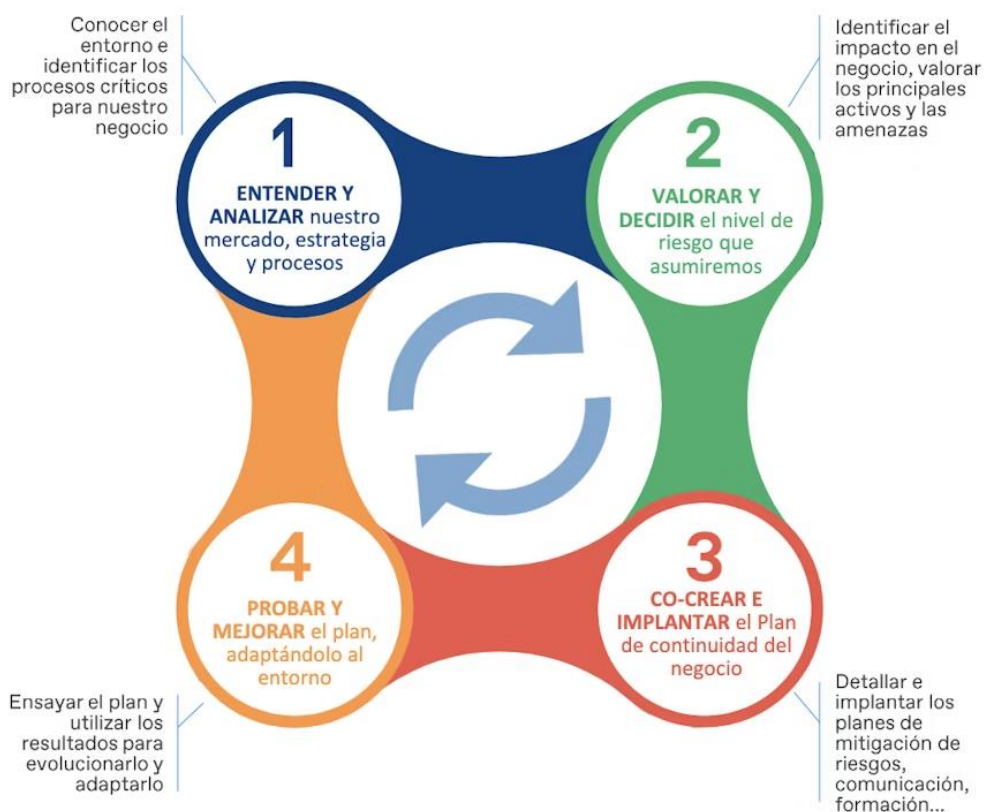 Conocer el
entorno e
identificar los
procesos críticos
para nuestro
negocio
1
ENTENDER Y
ANALIZAR nuestro
mercado, estrategia
y procesos
Identificar el
impacto en el
negocio, valorar
los principales
activos y las
amenazas
2
VALORAR Y
DECIDIR el nivel de
riesgo que
asumiremos
3
CO-CREAR E
IMPLANTAR el Plan
de continuidad del
negocio
Detallar e
implantar los
planes de
mitigación de
riesgos,
comunicación,
formación...
4
PROBAR Y
MEJORAR el plan,
adaptándolo al
entorno
Ensayar el plan y
utilizar los
resultados para
evolucionarlo y
adaptarlo